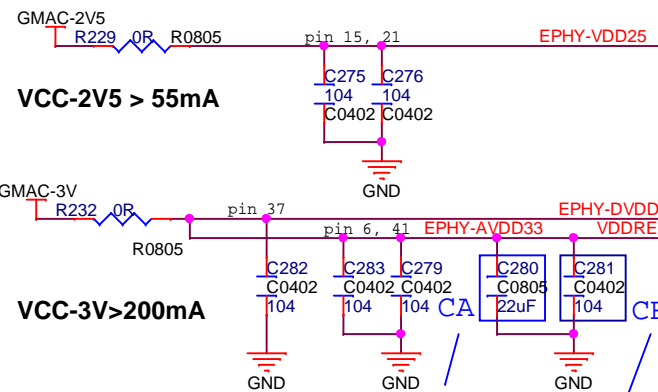 GMAC-2V5
R229 0R R0805
pin 15, 21
EPHY-VDD25
C275
104
C0402
C276
104
C0402
VCC-2V5 > 55mA
GND
GMAC-3V
R232 0R
R0805
pin 37
EPHY-DVDD
pin 6, 41
EPHY-AVDD33
VDDRE
C282
C0402
104
C283
C0402
104
C279
C0402
104
CA
C280
C0805
22uF
C281
C0402
104
VCC-3V>200mA
GND
GND
GND